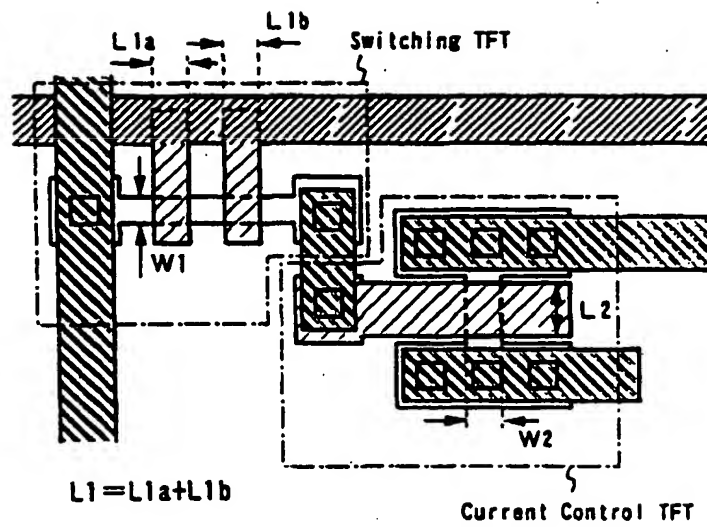 L1a
L1b
Switching TFT
W1
L2
W2
L1=L1a+L1b
Current Control TFT